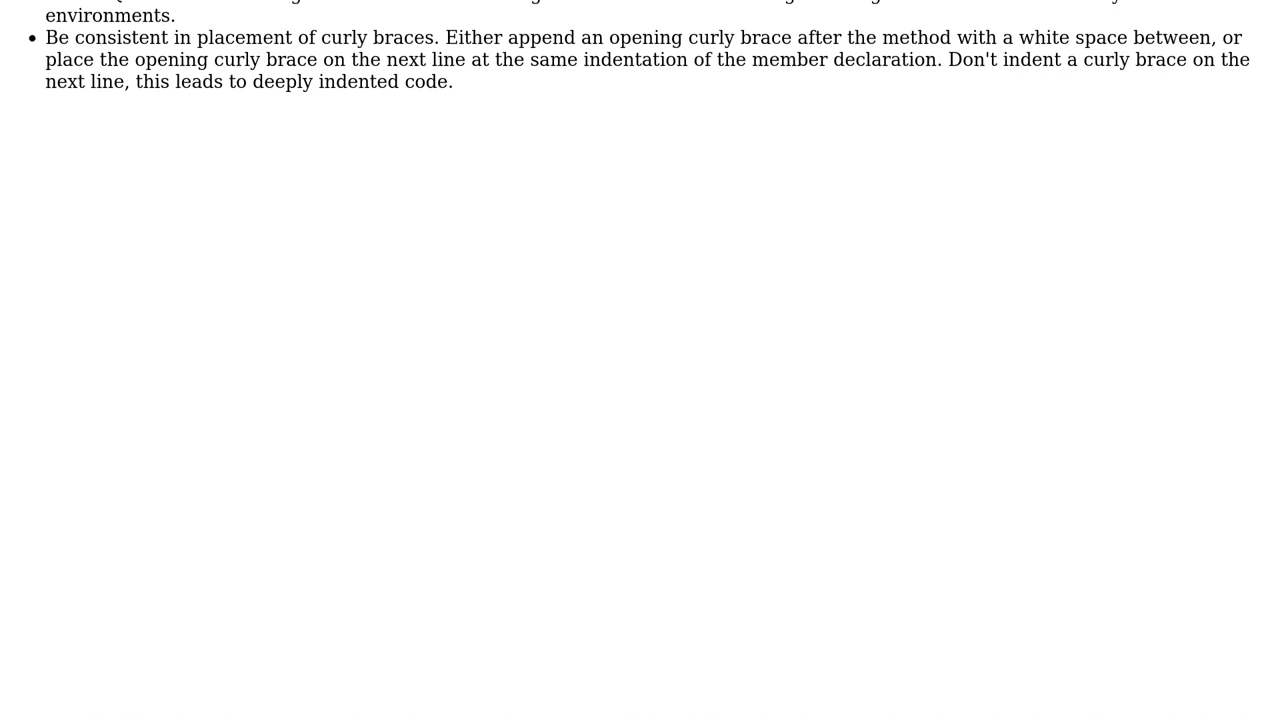 environments.
Be consistent in placement of curly braces. Either append an opening curly brace after the method with a white space between, or
place the opening curly brace on the next line at the same indentation of the member declaration. Don't indent a curly brace on the
next line, this leads to deeply indented code.